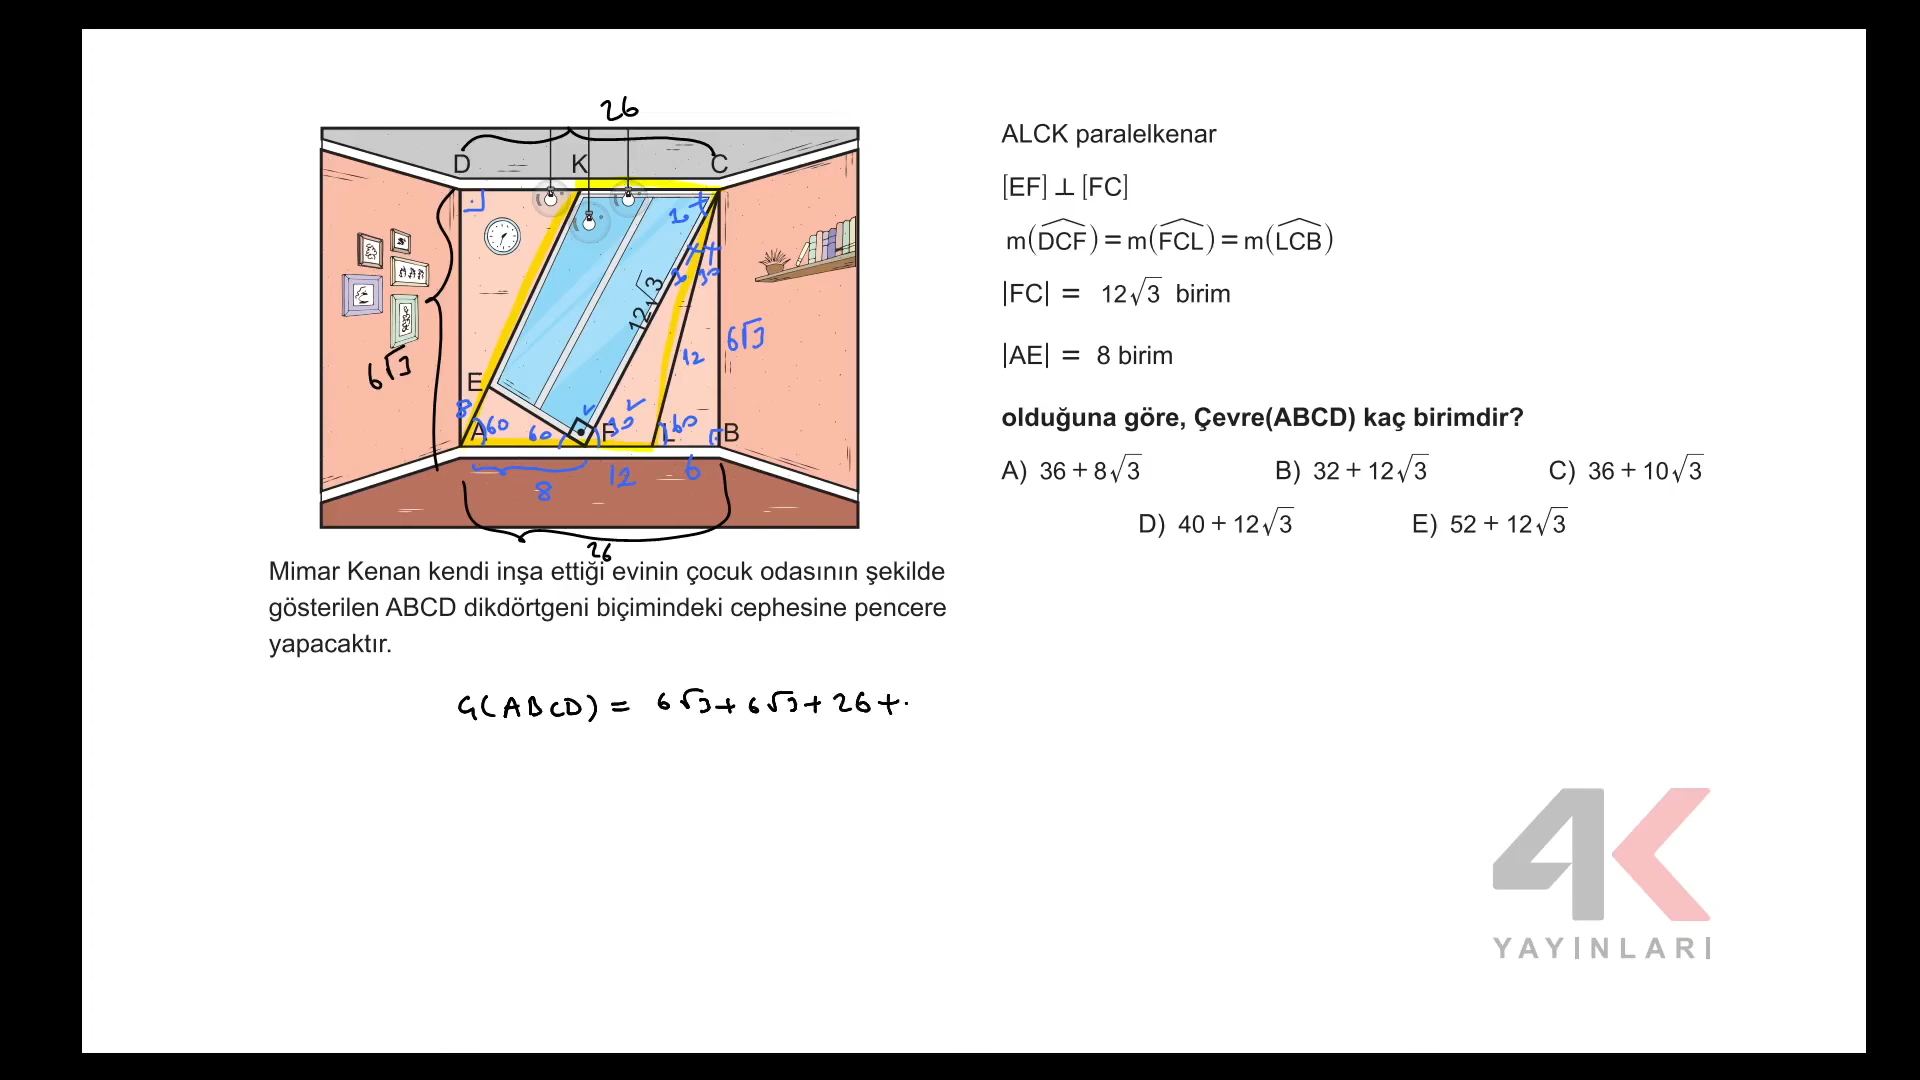 26
D K C
30
30 30
12√3
12 6√3
6√3
E
8 A 60 60 F 30 L 60 B
8 12 6
26
Mimar Kenan kendi inşa ettiği evinin çocuk odasının şekilde
gösterilen ABCD dikdörtgeni biçimindeki cephesine pencere
yapacaktır.
Ç(ABCD) = 6√3 + 6√3 + 26 +
ALCK paralelkenar
[EF] ⊥ [FC]
m(DCF) = m(FCL) = m(LCB)
|FC| = 12√3 birim
|AE| = 8 birim
olduğuna göre, Çevre(ABCD) kaç birimdir?
A) 36 + 8√3 B) 32 + 12√3 C) 36 + 10√3
D) 40 + 12√3 E) 52 + 12√3
4K
YAYINLARI